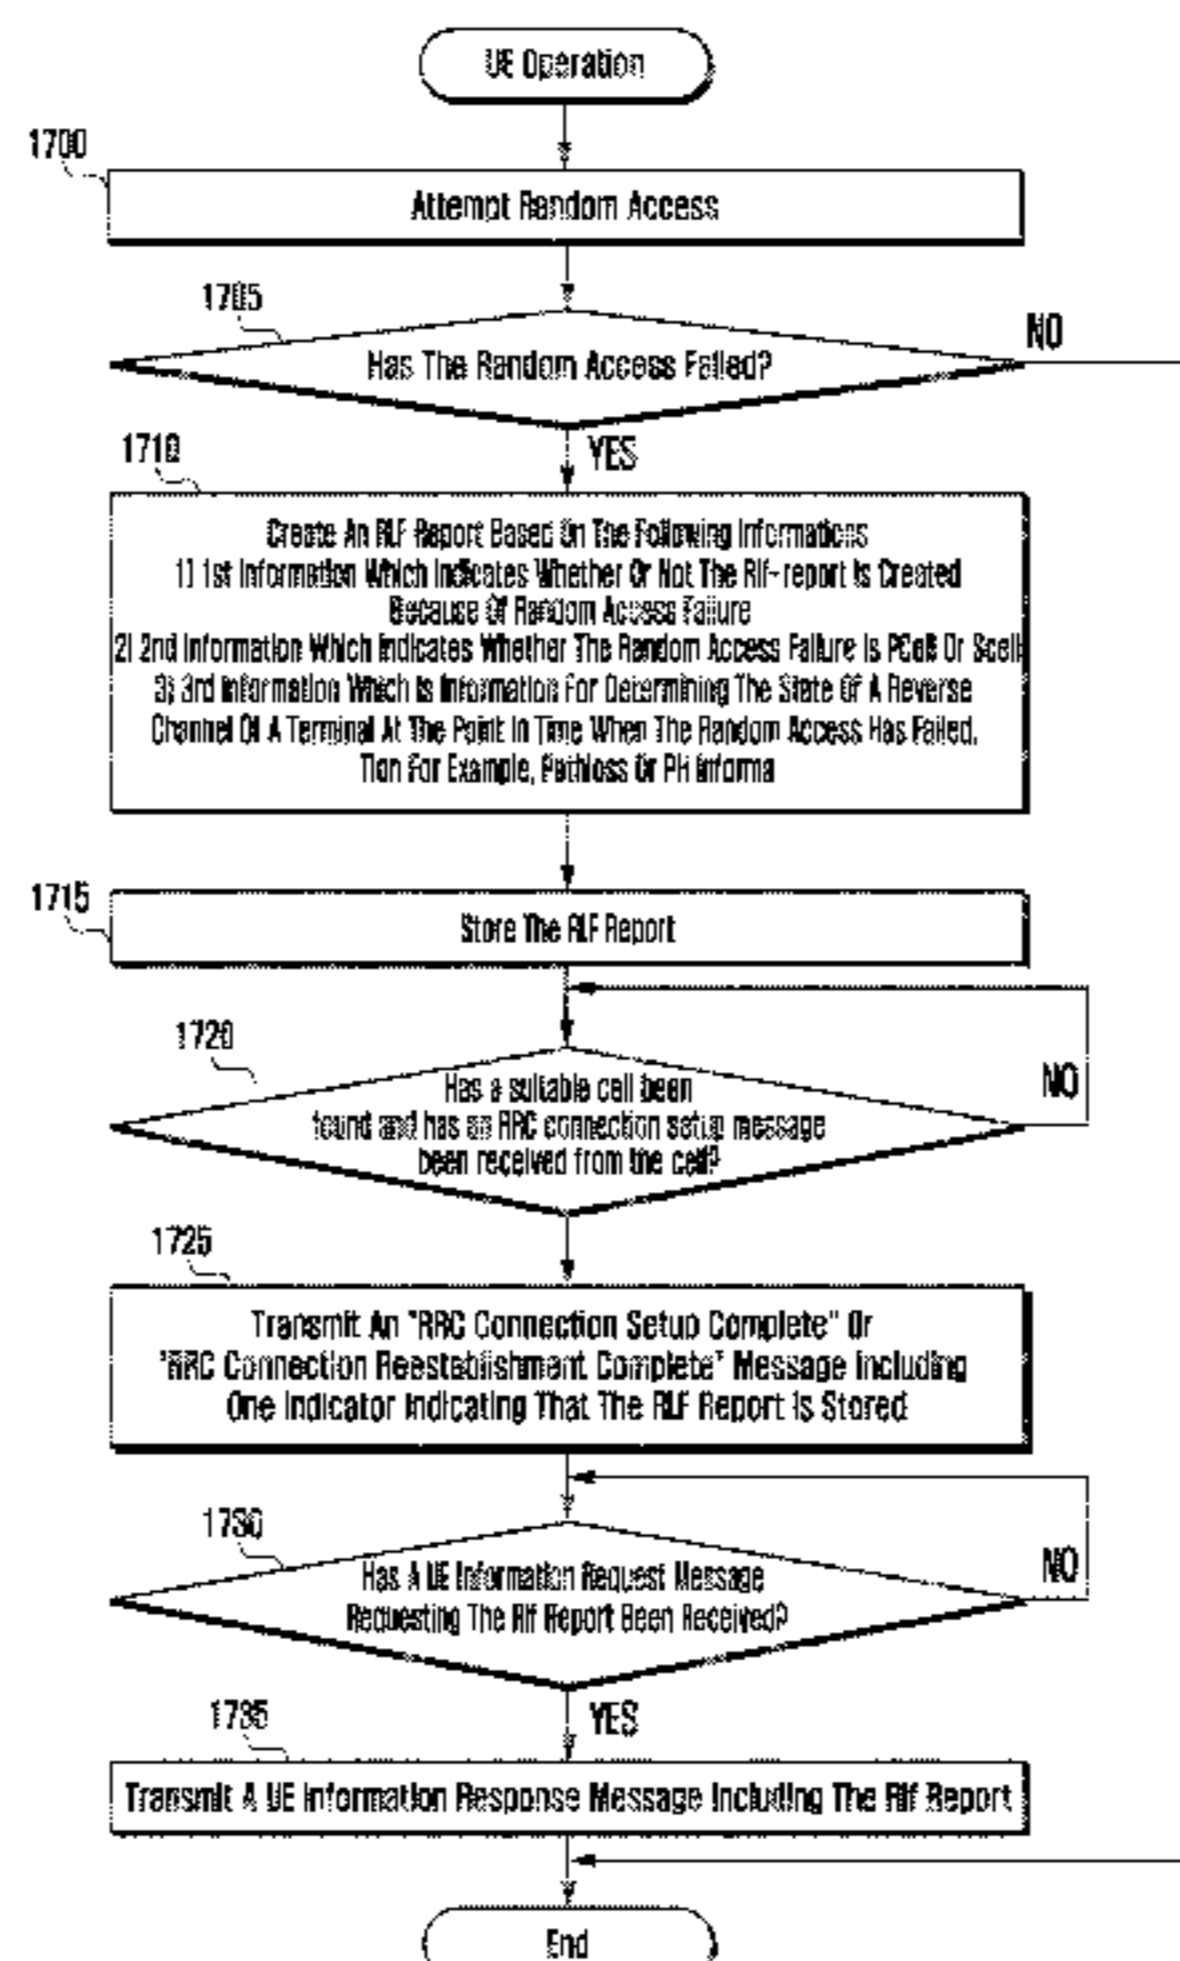 UE Operation
1700
Attempt Random Access
1705
Has The Random Access Failed?
NO
YES
1710
Create An RLF Report Based On The Following Informations
1) 1st Information Which Indicates Whether Or Not The Rlf-report Is Created
Because Of Random Access Failure
2) 2nd Information Which Indicates Whether The Random Access Failure Is PCell Or Scell
3) 3rd Information Which Is Information For Determining The State Of A Reverse
Channel Of A Terminal At The Point In Time When The Random Access Has Failed,
Tion For Example, Pathloss Or PH Informa
1715
Store The RLF Report
1720
Has a suitable cell been
found and has an RRC connection setup message
been received from the cell?
NO
1725
Transmit An "RRC Connection Setup Complete" Or
"RRC Connection Reestablishment Complete" Message Including
One Indicator Indicating That The RLF Report Is Stored
1730
Has A UE Information Request Message
Requesting The Rlf Report Been Received?
NO
YES
1735
Transmit A UE Information Response Message Including The Rlf Report
End